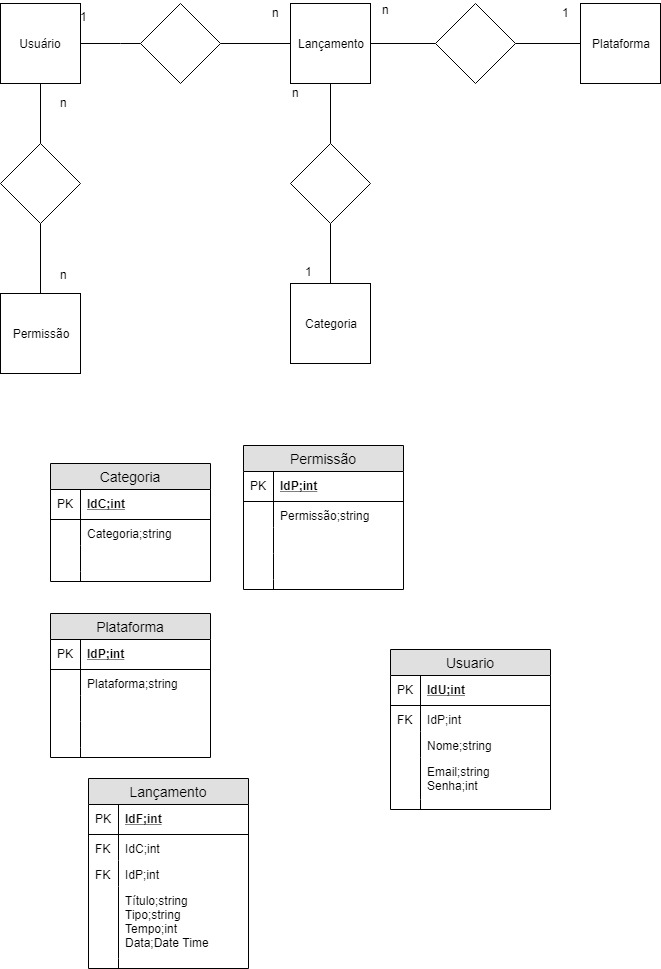 1
n
n
1
Usuário
Lançamento
Plataforma
n
n
n
1
Permissão
Categoria
Categoria
PK IdC;int
Categoria;string
Permissão
PK IdP;int
Permissão;string
Plataforma
PK IdP;int
Plataforma;string
Usuario
PK IdU;int
FK IdP;int
Nome;string
Email;string
Senha;int
Lançamento
PK IdF;int
FK IdC;int
FK IdP;int
Título;string
Tipo;string
Tempo;int
Data;Date Time